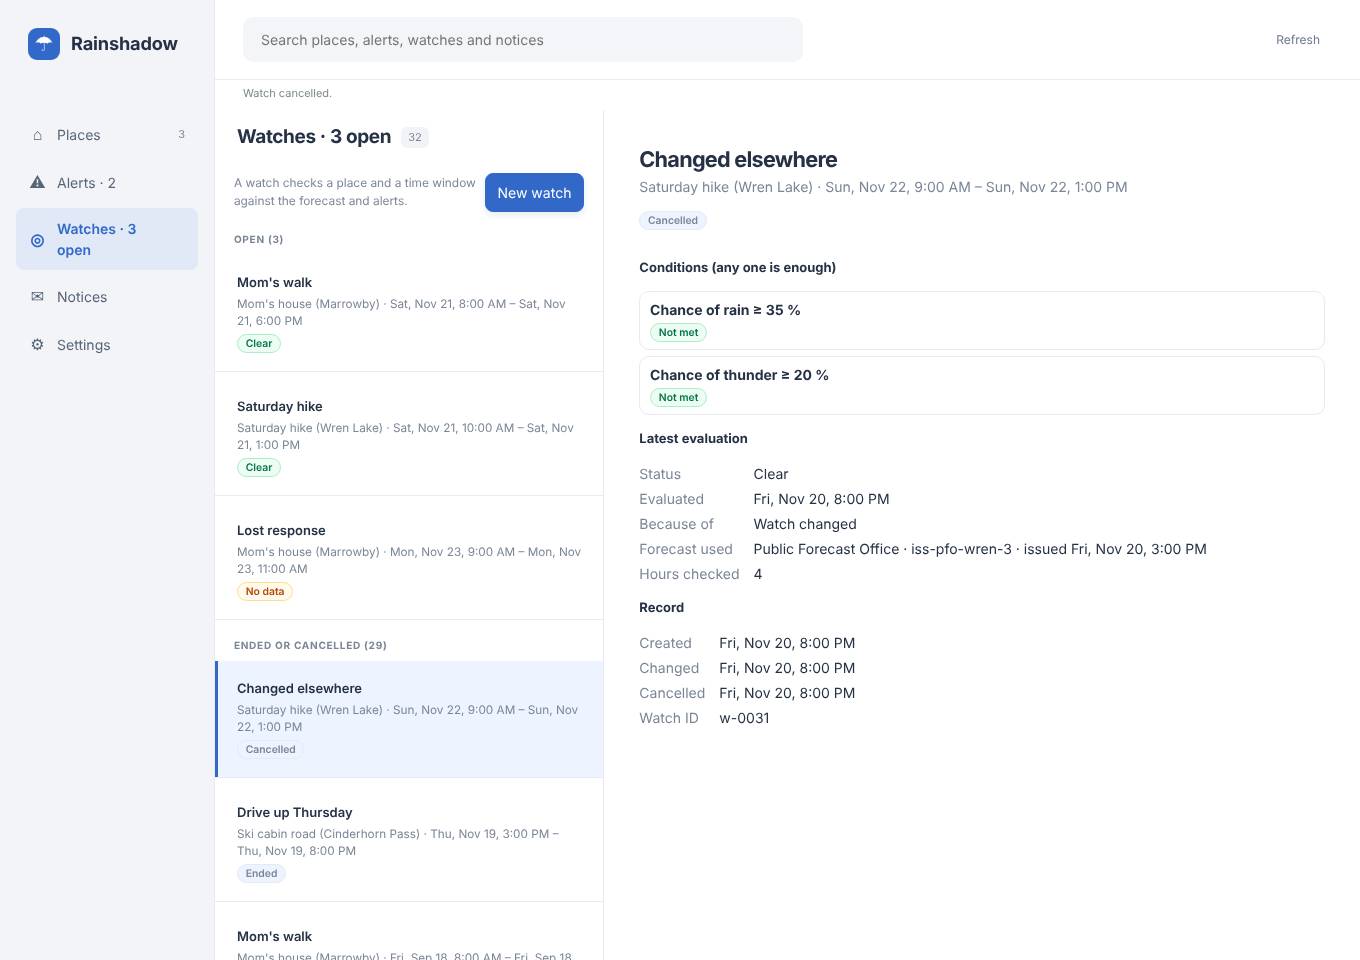 Rainshadow
Search places, alerts, watches and notices
Refresh
Places 3
Alerts · 2
Watches · 3
open
Notices
Settings
Watch cancelled.
Watches · 3 open 32
A watch checks a place and a time window
against the forecast and alerts.
New watch
OPEN (3)
Mom's walk
Mom's house (Marrowby) · Sat, Nov 21, 8:00 AM – Sat, Nov
21, 6:00 PM
Clear
Saturday hike
Saturday hike (Wren Lake) · Sat, Nov 21, 10:00 AM – Sat, Nov
21, 1:00 PM
Clear
Lost response
Mom's house (Marrowby) · Mon, Nov 23, 9:00 AM – Mon, Nov
23, 11:00 AM
No data
ENDED OR CANCELLED (29)
Changed elsewhere
Saturday hike (Wren Lake) · Sun, Nov 22, 9:00 AM – Sun, Nov
22, 1:00 PM
Cancelled
Drive up Thursday
Ski cabin road (Cinderhorn Pass) · Thu, Nov 19, 3:00 PM –
Thu, Nov 19, 8:00 PM
Ended
Mom's walk
Mom's house (Marrowby) · Fri, Sep 18, 8:00 AM – Fri, Sep 18,
Changed elsewhere
Saturday hike (Wren Lake) · Sun, Nov 22, 9:00 AM – Sun, Nov 22, 1:00 PM
Cancelled
Conditions (any one is enough)
Chance of rain ≥ 35 %
Not met
Chance of thunder ≥ 20 %
Not met
Latest evaluation
Status Clear
Evaluated Fri, Nov 20, 8:00 PM
Because of Watch changed
Forecast used Public Forecast Office · iss-pfo-wren-3 · issued Fri, Nov 20, 3:00 PM
Hours checked 4
Record
Created Fri, Nov 20, 8:00 PM
Changed Fri, Nov 20, 8:00 PM
Cancelled Fri, Nov 20, 8:00 PM
Watch ID w-0031